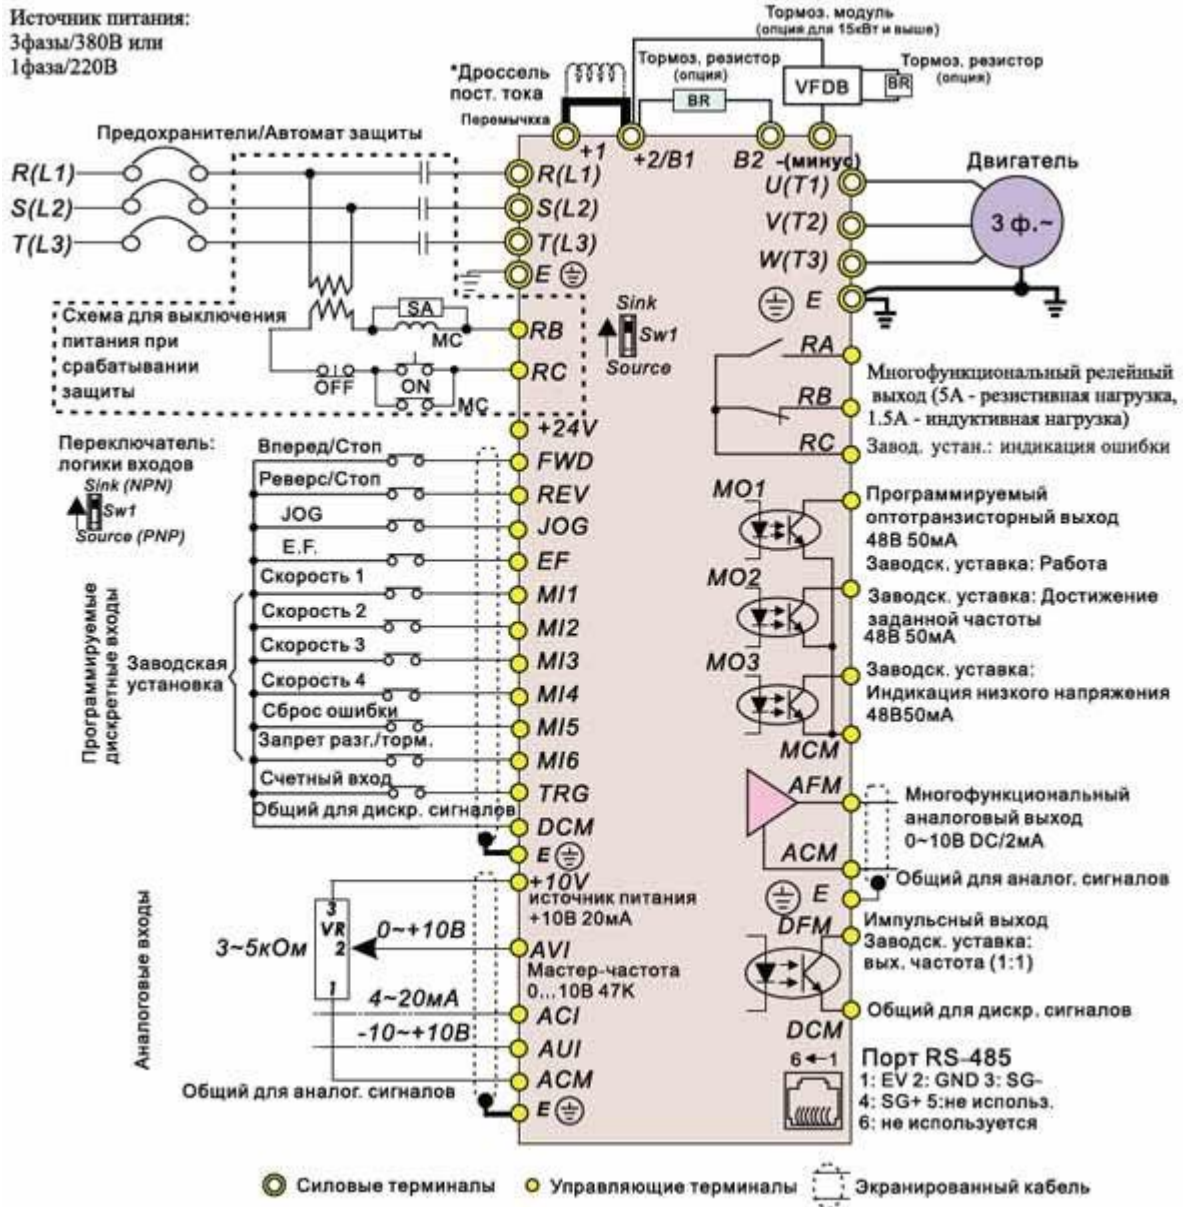 Источник питания:
3фазы/380В или
1фаза/220В
Тормоз. модуль
(опция для 15кВт и выше)
*Дроссель
пост. тока
Перемычкка
Тормоз. резистор
(опция)
BR
VFDB
Тормоз. резистор
(опция)
BR
Предохранители/Автомат защиты
+1
+2/B1
B2
-(минус)
R(L1)
S(L2)
T(L3)
R(L1)
S(L2)
T(L3)
E
U(T1)
V(T2)
W(T3)
E
Двигатель
3 ф.~
Схема для выключения
питания при
срабатывании
защиты
SA
MC
OFF
ON
MC
RB
RC
Sink
Sw1
Source
RA
RB
RC
Многофункциональный релейный
выход (5А - резистивная нагрузка,
1.5А - индуктивная нагрузка)
Завод. устан.: индикация ошибки
Переключатель:
логики входов
Sink (NPN)
Sw1
Source (PNP)
Программируемые
дискретные входы
Заводская
установка
+24V
Вперед/Стоп
FWD
Реверс/Стоп
REV
JOG
JOG
E.F.
EF
Скорость 1
MI1
Скорость 2
MI2
Скорость 3
MI3
Скорость 4
MI4
Сброс ошибки
MI5
Запрет разг./торм.
MI6
Счетный вход
TRG
Общий для дискр. сигналов
DCM
E
MO1
Программируемый
оптотранзисторный выход
48В 50мА
Заводск. уставка: Работа
MO2
Заводск. уставка: Достижение
заданной частоты
48В 50мА
MO3
Заводск. уставка:
Индикация низкого напряжения
48В50мА
MCM
AFM
Многофункциональный
аналоговый выход
0~10В DC/2мА
ACM
Общий для аналог. сигналов
E
DFM
Импульсный выход
Заводск. уставка:
вых. частота (1:1)
DCM
Общий для дискр. сигналов
Аналоговые входы
3~5кОм
3
VR
2
1
+10V
источник питания
+10В 20мА
0~+10В
AVI
Мастер-частота
0...10В 47К
4~20мА
ACI
-10~+10В
AUI
ACM
Общий для аналог. сигналов
E
6←1
Порт RS-485
1: EV 2: GND 3: SG-
4: SG+ 5:не использ.
6: не используется
Силовые терминалы
Управляющие терминалы
Экранированный кабель